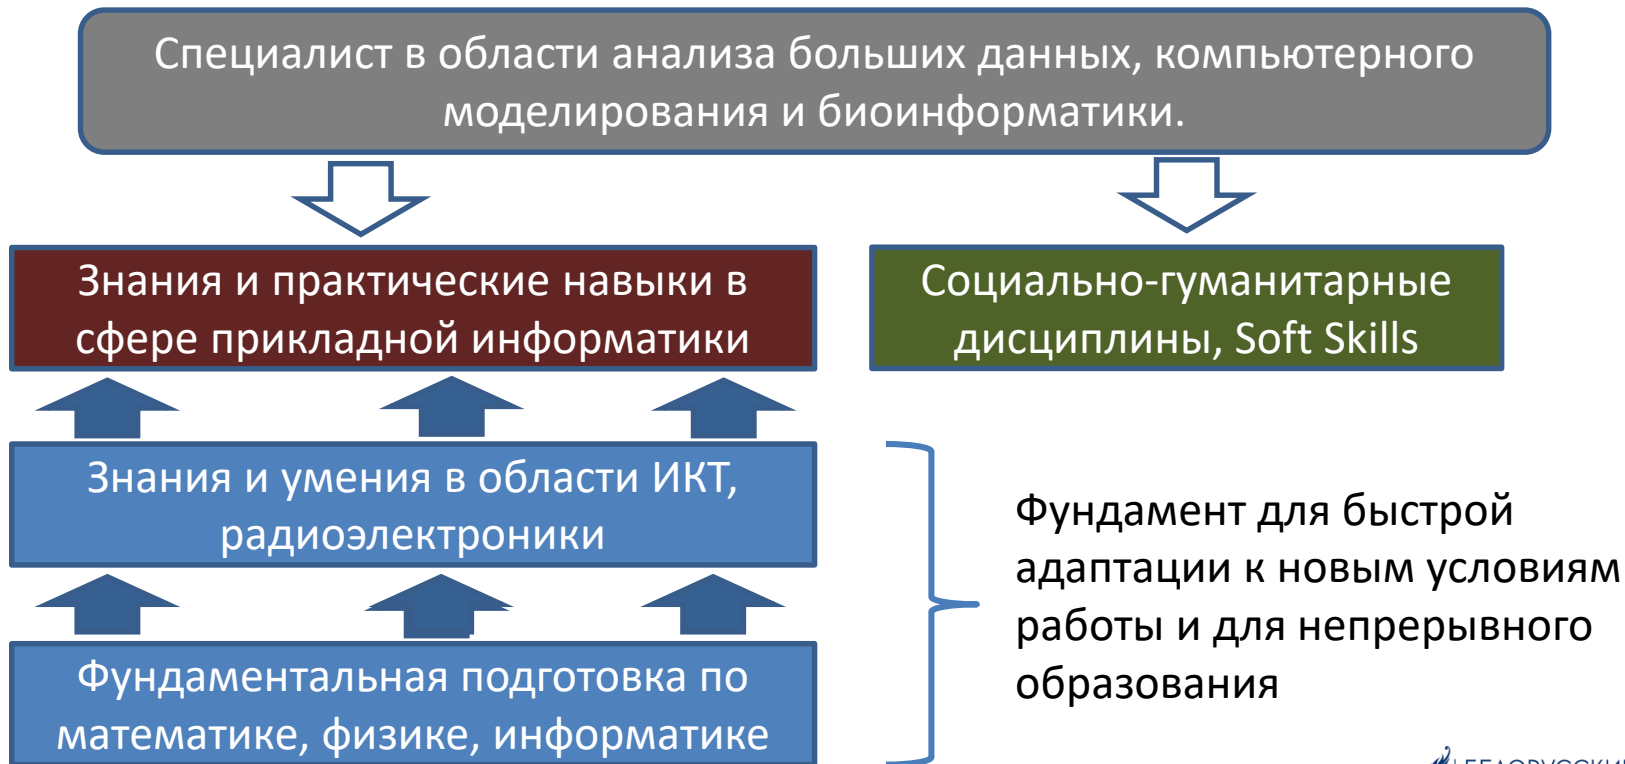 Специалист в области анализа больших данных, компьютерного
моделирования и биоинформатики.
Знания и практические навыки в
сфере прикладной информатики
Социально-гуманитарные
дисциплины, Soft Skills
Знания и умения в области ИКТ,
радиоэлектроники
Фундаментальная подготовка по
математике, физике, информатике
Фундамент для быстрой
адаптации к новым условиям
работы и для непрерывного
образования